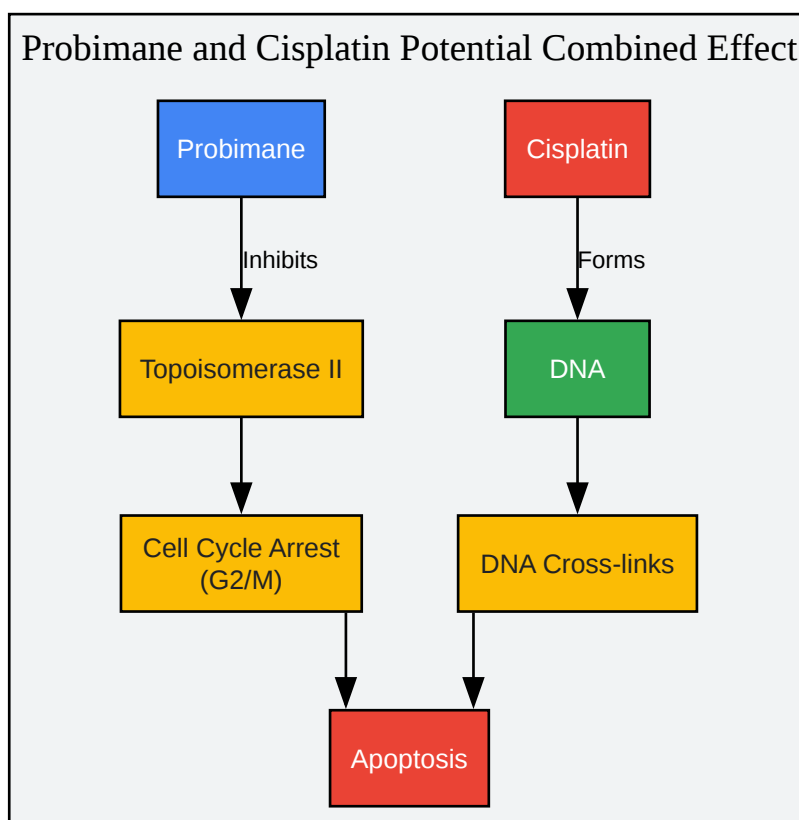 Probimane and Cisplatin Potential Combined Effect
Probimane
Cisplatin
Inhibits
Forms
Topoisomerase II
DNA
Cell Cycle Arrest
(G2/M)
DNA Cross-links
Apoptosis